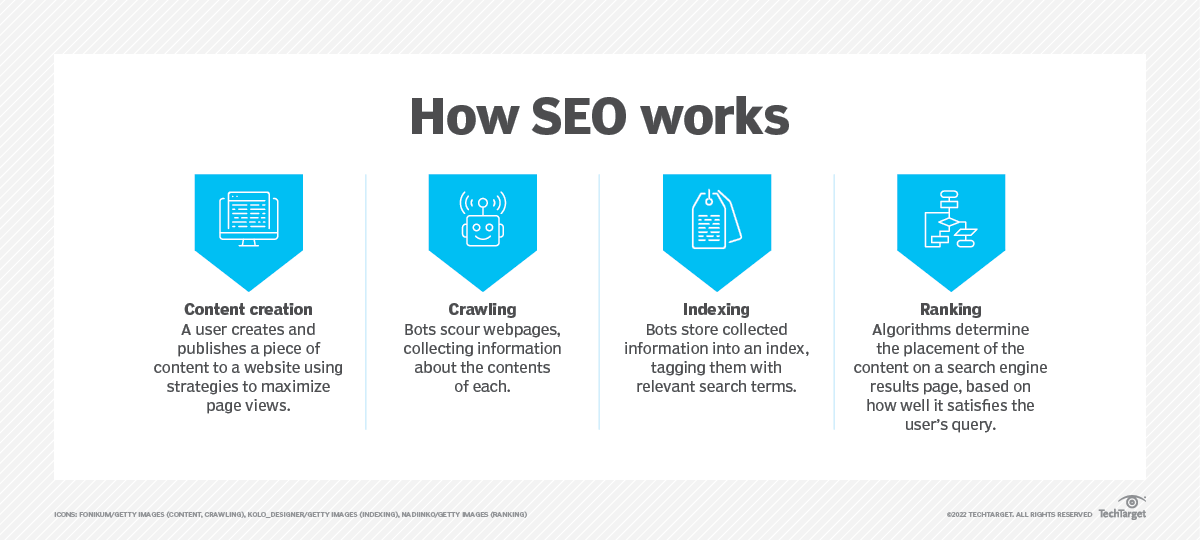 How SEO works
Content creation
A user creates and
publishes a piece of
content to a website using
strategies to maximize
page views.
Crawling
Bots scour webpages,
collecting information
about the contents
of each.
Indexing
Bots store collected
information into an index,
tagging them with
relevant search terms.
Ranking
Algorithms determine
the placement of the
content on a search engine
results page, based on
how well it satisfies the
user's query.
ICONS: FONIKUM/GETTY IMAGES (CONTENT, CRAWLING), KOLO_DESIGNER/GETTY IMAGES (INDEXING), NADIINKO/GETTY IMAGES (RANKING)
©2022 TECHTARGET. ALL RIGHTS RESERVED
TechTarget